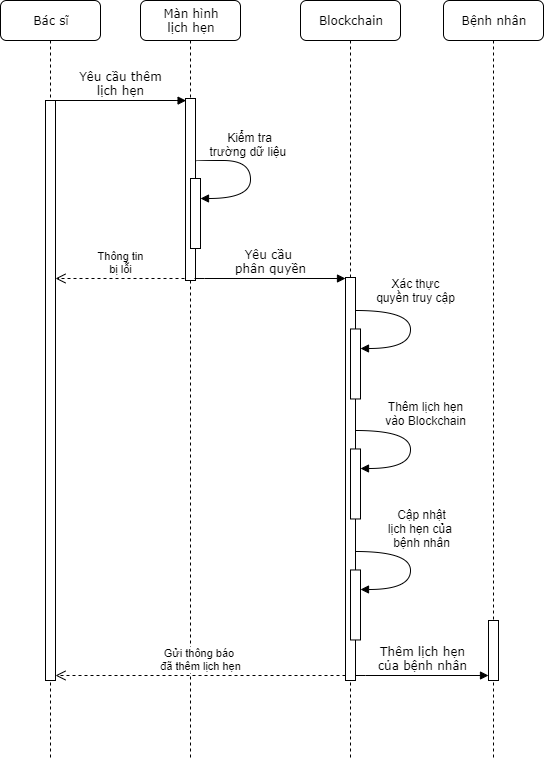 Bác sĩ
Màn hình
lịch hẹn
Blockchain
Bệnh nhân
Yêu cầu thêm
lịch hẹn
Kiểm tra
trường dữ liệu
Thông tin
bị lỗi
Yêu cầu
phân quyền
Xác thực
quyền truy cập
Thêm lịch hẹn
vào Blockchain
Cập nhật
lịch hẹn của
bệnh nhân
Gửi thông báo
đã thêm lịch hẹn
Thêm lịch hẹn
của bệnh nhân